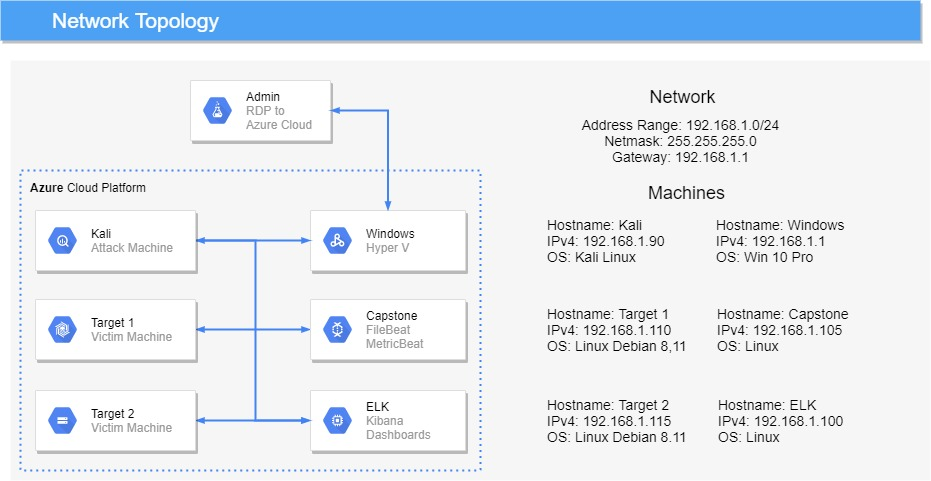 Network Topology
Admin
RDP to
Azure Cloud
Azure Cloud Platform
Kali
Attack Machine
Windows
Hyper V
Target 1
Victim Machine
Capstone
FileBeat
MetricBeat
Target 2
Victim Machine
ELK
Kibana
Dashboards
Network
Address Range: 192.168.1.0/24
Netmask: 255.255.255.0
Gateway: 192.168.1.1
Machines
Hostname: Kali
IPv4: 192.168.1.90
OS: Kali Linux
Hostname: Windows
IPv4: 192.168.1.1
OS: Win 10 Pro
Hostname: Target 1
IPv4: 192.168.1.110
OS: Linux Debian 8,11
Hostname: Capstone
IPv4: 192.168.1.105
OS: Linux
Hostname: Target 2
IPv4: 192.168.1.115
OS: Linux Debian 8.11
Hostname: ELK
IPv4: 192.168.1.100
OS: Linux